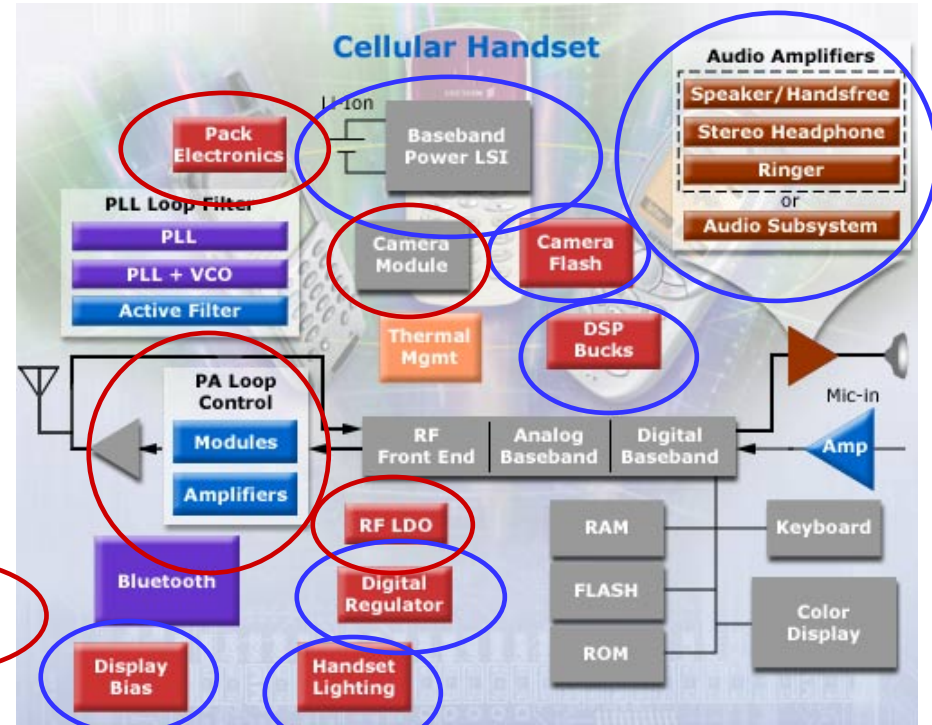 Cellular Handset
Audio Amplifiers
Speaker/Handsfree
Stereo Headphone
Ringer
or
Audio Subsystem
Li-Ion
Pack
Electronics
Baseband
Power LSI
PLL Loop Filter
PLL
PLL + VCO
Active Filter
Camera
Module
Camera
Flash
Thermal
Mgmt
DSP
Bucks
PA Loop
Control
Modules
Amplifiers
RF
Front End
Analog
Baseband
Digital
Baseband
Mic-in
Amp
RF LDO
Bluetooth
Digital
Regulator
RAM
Keyboard
FLASH
ROM
Color
Display
Display
Bias
Handset
Lighting